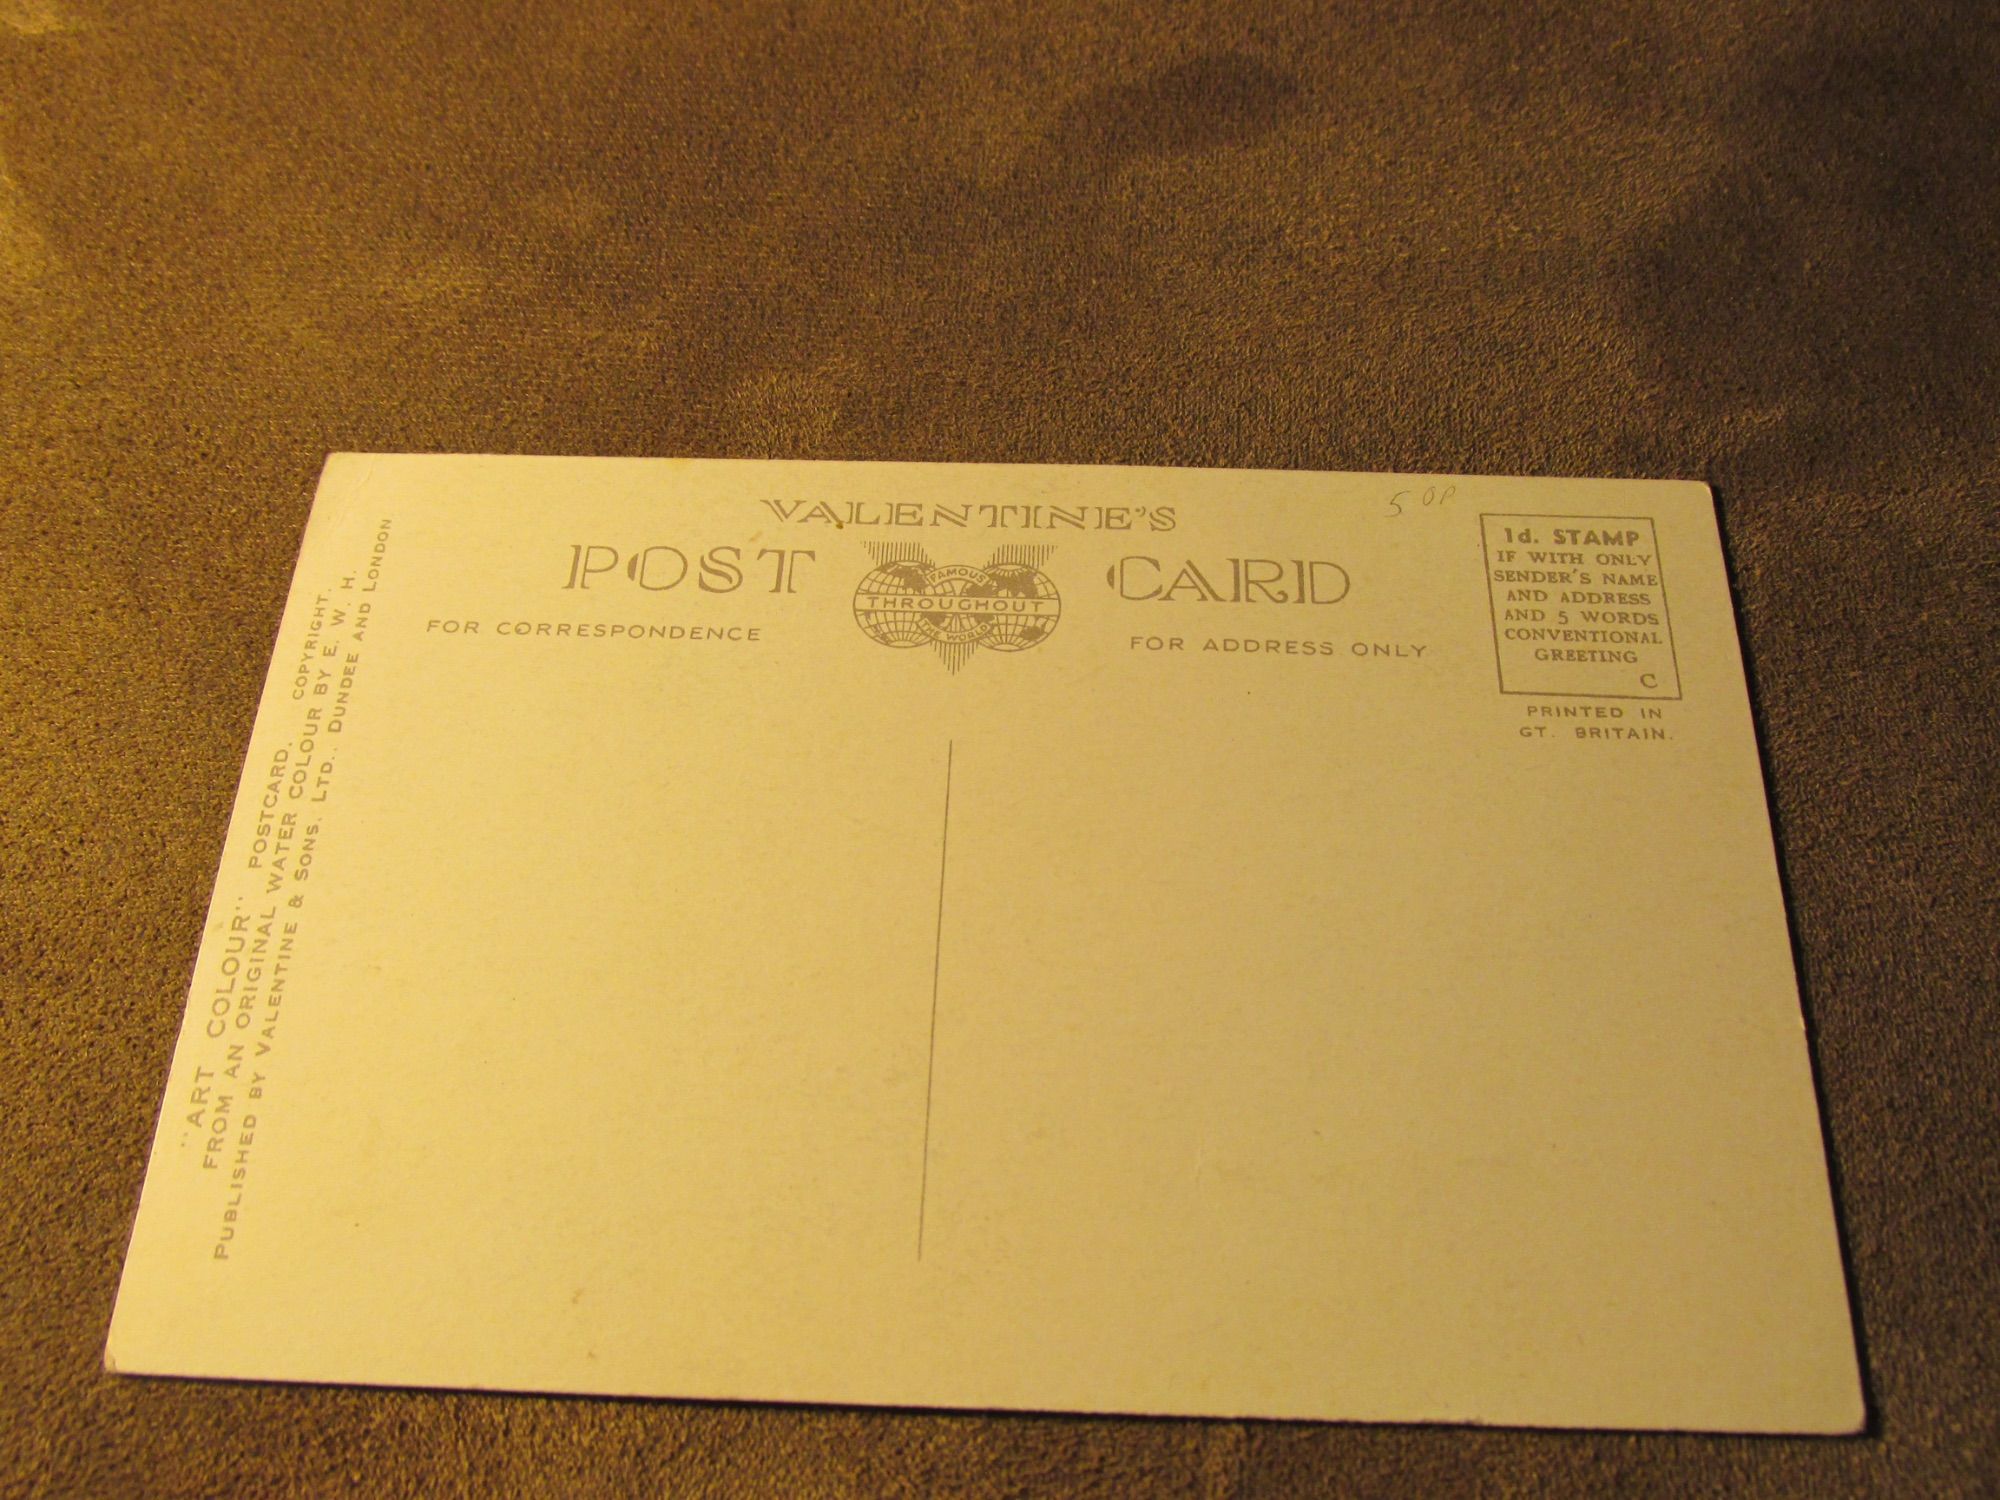 VALENTINE'S
POST CARD
FAMOUS
THROUGHOUT
THE WORLD
FOR CORRESPONDENCE
FOR ADDRESS ONLY
5 0P
1d. STAMP
IF WITH ONLY
SENDER'S NAME
AND ADDRESS
AND 5 WORDS
CONVENTIONAL
GREETING
C
PRINTED IN
GT. BRITAIN.
"ART COLOUR" POSTCARD. COPYRIGHT.
FROM AN ORIGINAL WATER COLOUR BY E. W. H.
PUBLISHED BY VALENTINE & SONS, LTD., DUNDEE AND LONDON